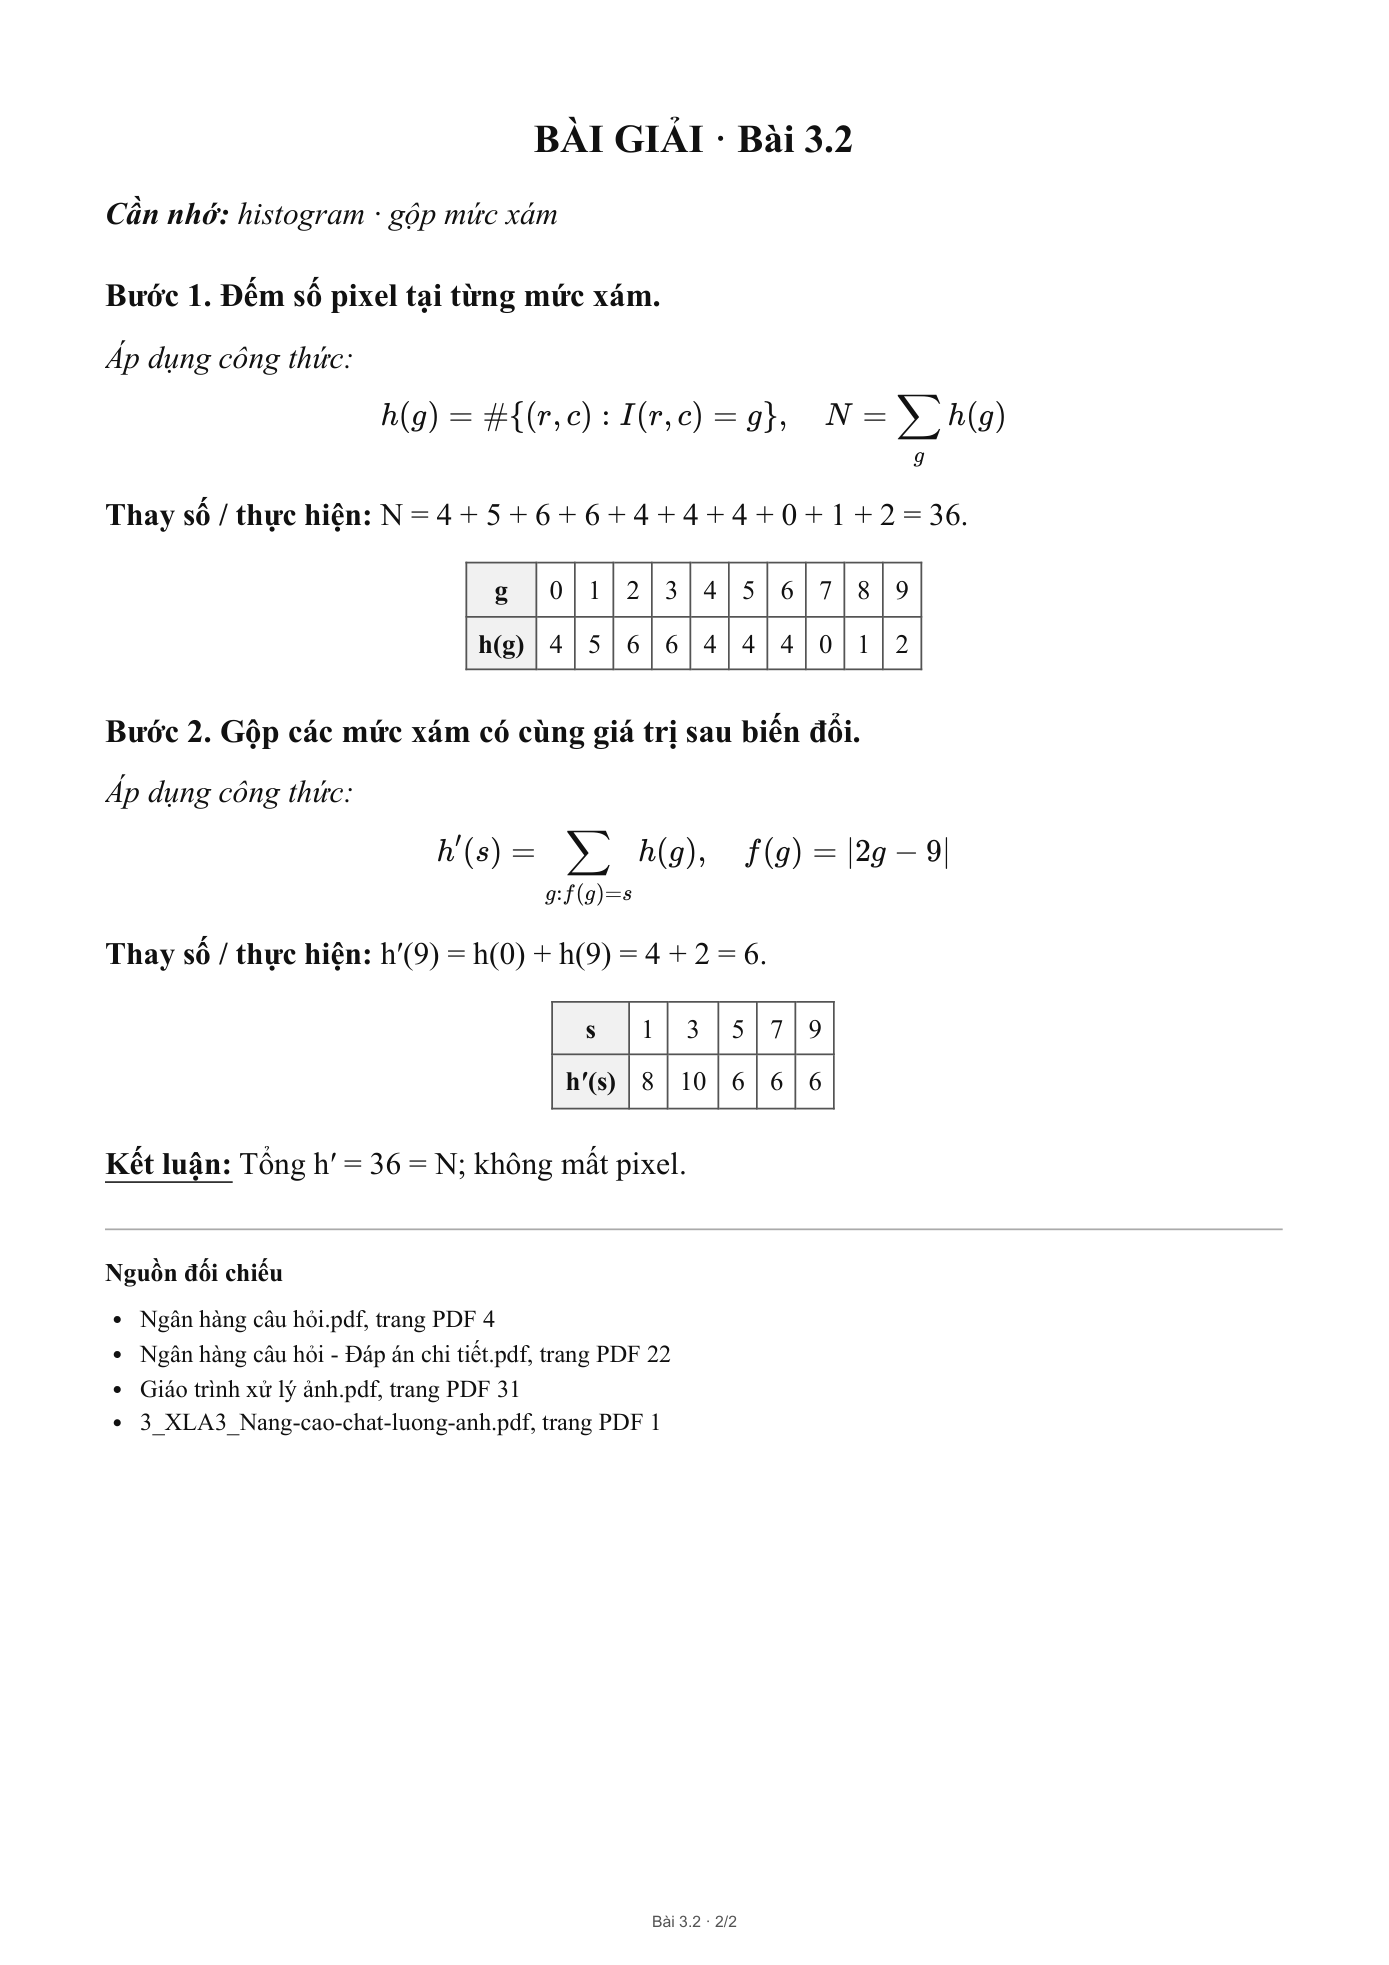 BÀI GIẢI · Bài 3.2
Cần nhớ: histogram · gộp mức xám
Bước 1. Đếm số pixel tại từng mức xám.
Áp dụng công thức:
h(g) = #{(r, c) : I(r, c) = g},  N = ∑_g h(g)
Thay số / thực hiện: N = 4 + 5 + 6 + 6 + 4 + 4 + 4 + 0 + 1 + 2 = 36.
g 0 1 2 3 4 5 6 7 8 9
h(g) 4 5 6 6 4 4 4 0 1 2
Bước 2. Gộp các mức xám có cùng giá trị sau biến đổi.
Áp dụng công thức:
h′(s) = ∑_{g:f(g)=s} h(g),  f(g) = |2g − 9|
Thay số / thực hiện: h′(9) = h(0) + h(9) = 4 + 2 = 6.
s 1 3 5 7 9
h′(s) 8 10 6 6 6
Kết luận: Tổng h′ = 36 = N; không mất pixel.
Nguồn đối chiếu
• Ngân hàng câu hỏi.pdf, trang PDF 4
• Ngân hàng câu hỏi - Đáp án chi tiết.pdf, trang PDF 22
• Giáo trình xử lý ảnh.pdf, trang PDF 31
• 3_XLA3_Nang-cao-chat-luong-anh.pdf, trang PDF 1
Bài 3.2 · 2/2